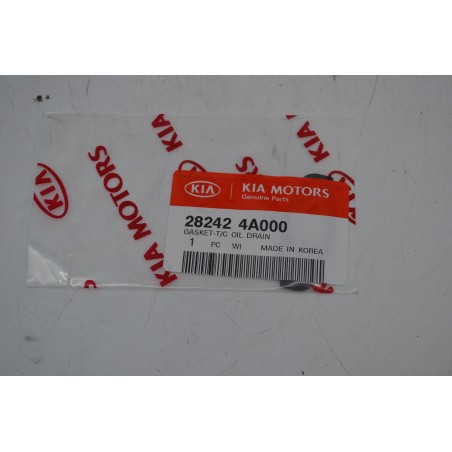 KIA MOTORS
KIA
KIA MOTORS
KIA
KIA MOTORS
Genuine Parts
28242 4A000
GASKET-T/C OIL DRAIN
1 PC WI MADE IN KOREA
KIA MOTORS